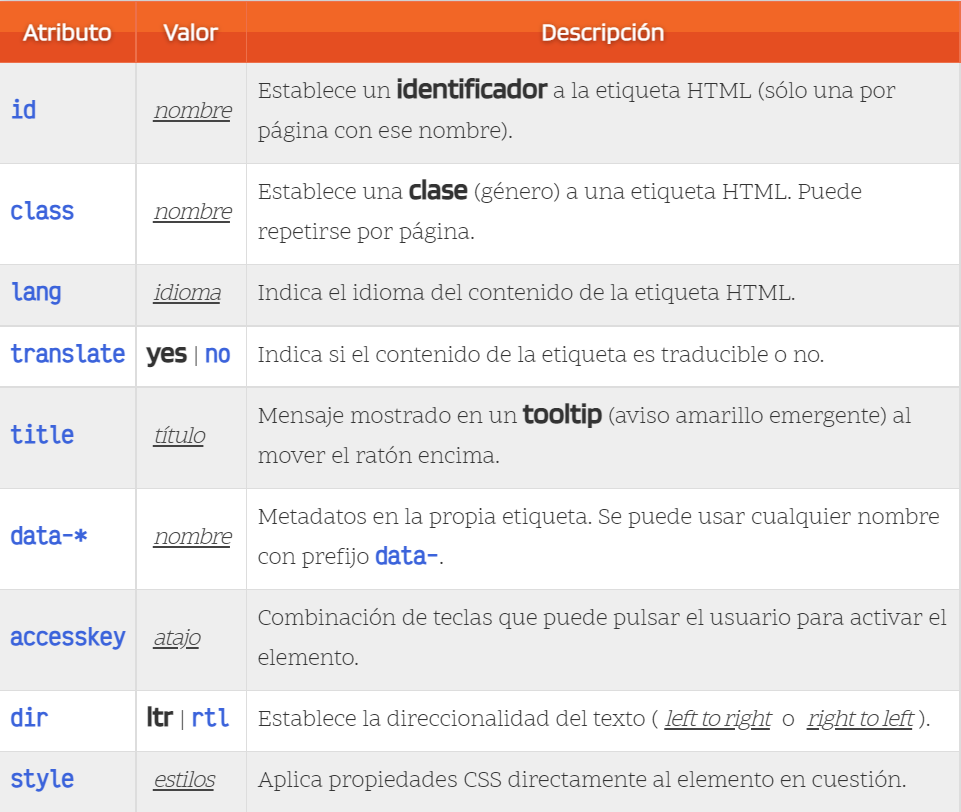 Atributo Valor Descripción
id nombre Establece un identificador a la etiqueta HTML (sólo una por
página con ese nombre).
class nombre Establece una clase (género) a una etiqueta HTML. Puede
repetirse por página.
lang idioma Indica el idioma del contenido de la etiqueta HTML.
translate yes | no Indica si el contenido de la etiqueta es traducible o no.
title título Mensaje mostrado en un tooltip (aviso amarillo emergente) al
mover el ratón encima.
data-* nombre Metadatos en la propia etiqueta. Se puede usar cualquier nombre
con prefijo data-.
accesskey atajo Combinación de teclas que puede pulsar el usuario para activar el
elemento.
dir ltr | rtl Establece la direccionalidad del texto ( left to right o right to left ).
style estilos Aplica propiedades CSS directamente al elemento en cuestión.